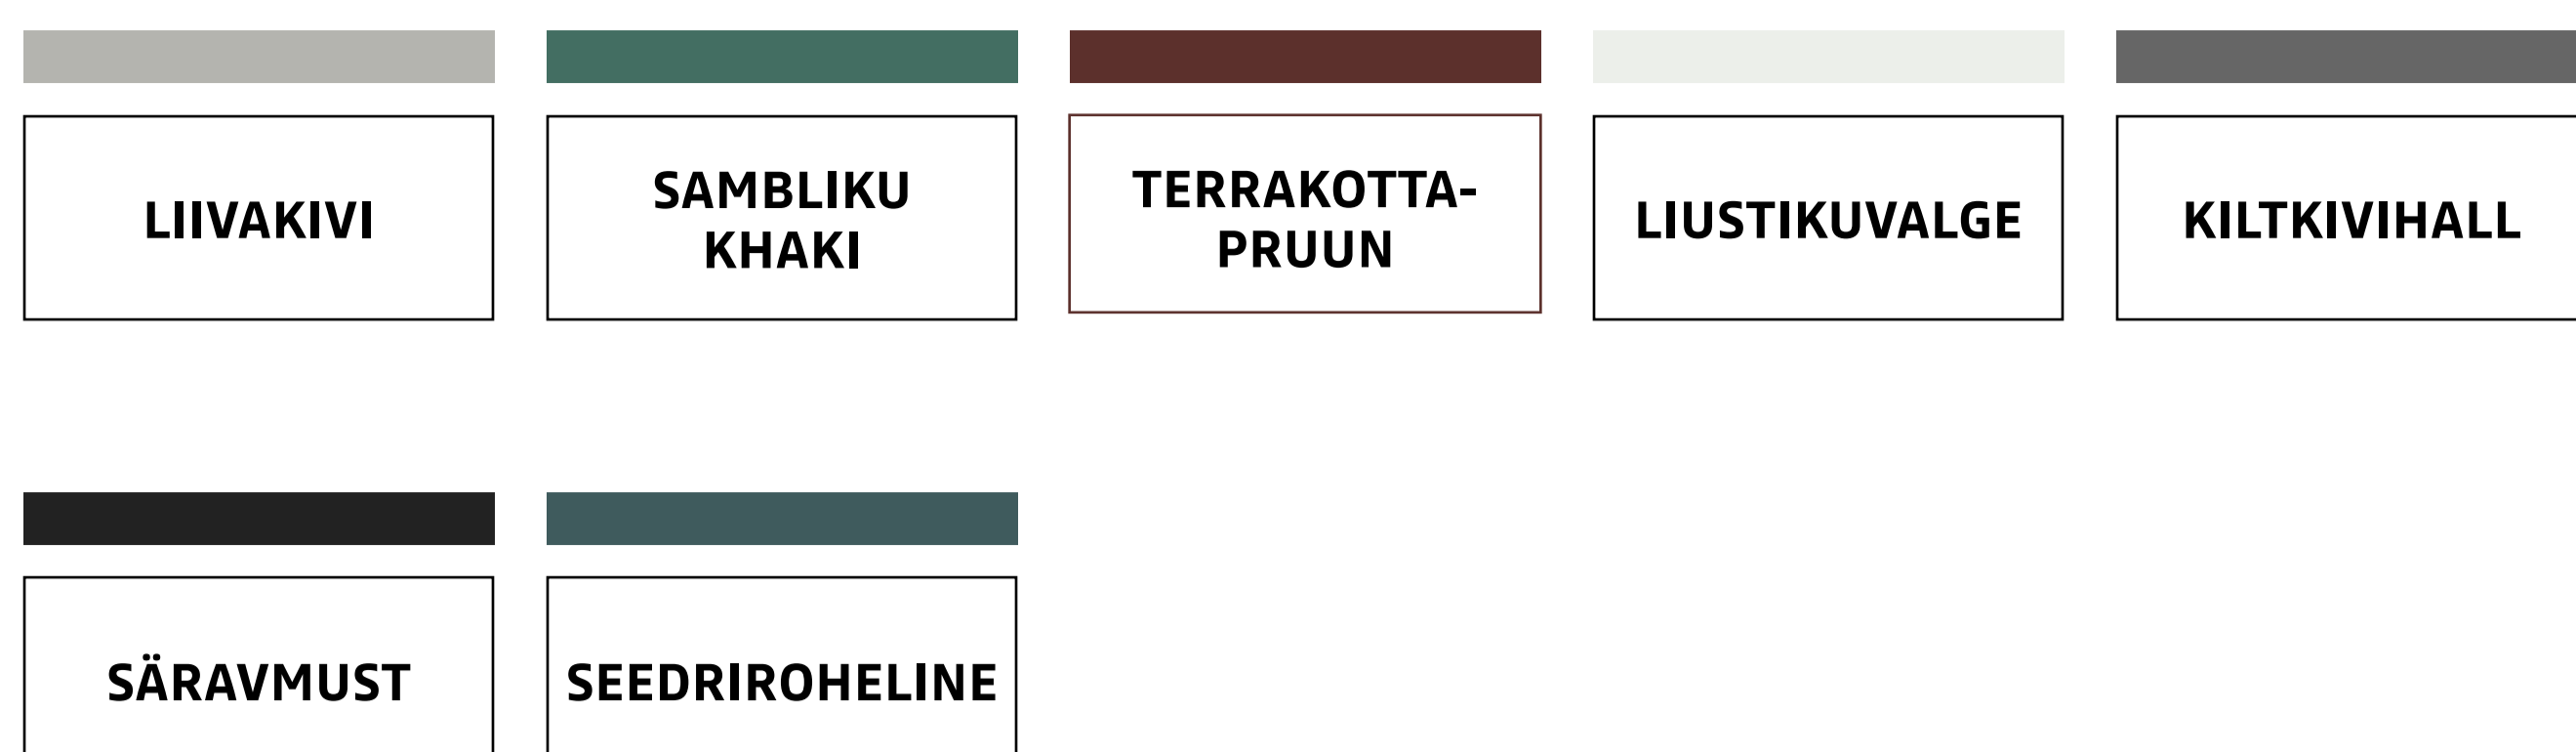 LIIVAKIVI
SAMBLIKU
KHAKI
TERRAKOTTA-
PRUUN
LIUSTIKUVALGE
KILTKIVIHALL
SÄRAVMUST
SEEDRIROHELINE